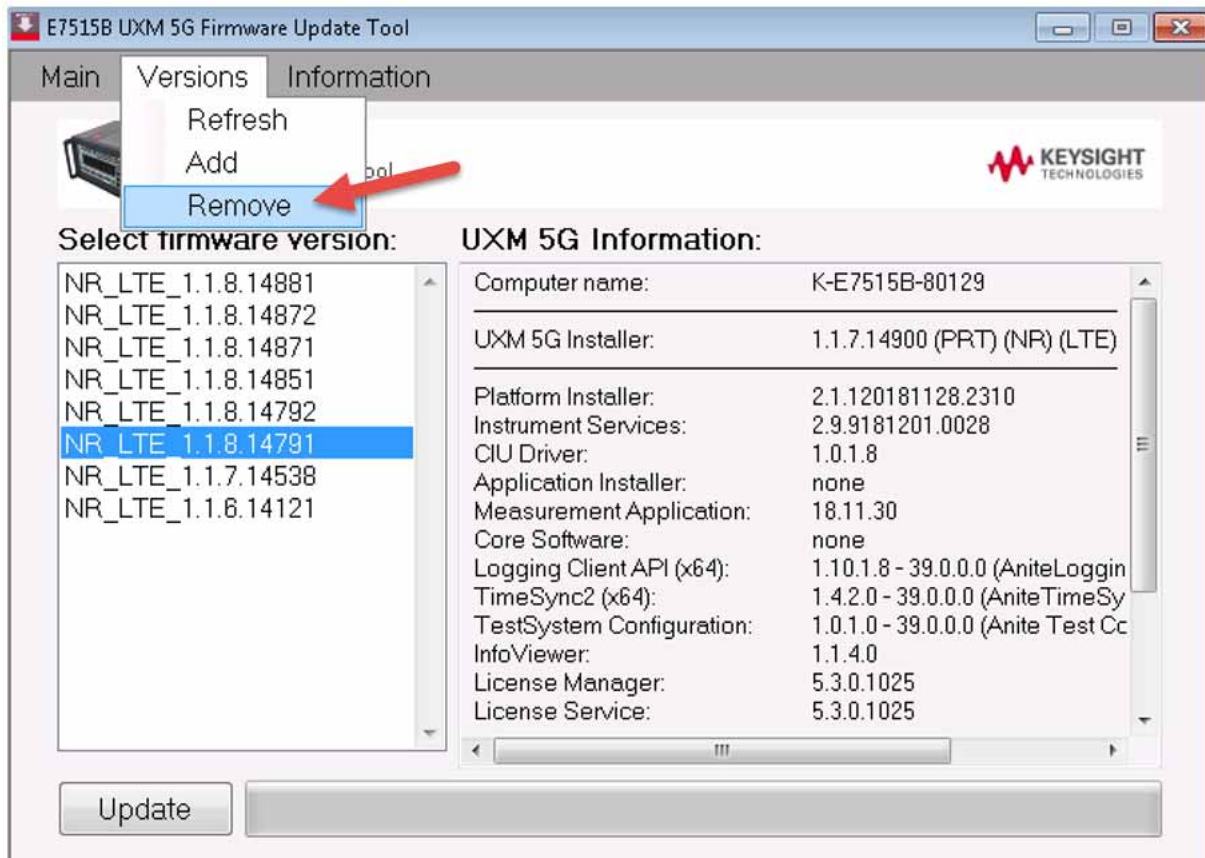 E7515B UXM 5G Firmware Update Tool
Main Versions Information
Refresh
Add
Remove
ool
KEYSIGHT
TECHNOLOGIES
Select firmware version:
NR_LTE_1.1.8.14881
NR_LTE_1.1.8.14872
NR_LTE_1.1.8.14871
NR_LTE_1.1.8.14851
NR_LTE_1.1.8.14792
NR_LTE_1.1.8.14791
NR_LTE_1.1.7.14538
NR_LTE_1.1.6.14121
UXM 5G Information:
Computer name: K-E7515B-80129
UXM 5G Installer: 1.1.7.14900 (PRT) (NR) (LTE)
Platform Installer: 2.1.120181128.2310
Instrument Services: 2.9.9181201.0028
CIU Driver: 1.0.1.8
Application Installer: none
Measurement Application: 18.11.30
Core Software: none
Logging Client API (x64): 1.10.1.8 - 39.0.0.0 (AniteLoggin
TimeSync2 (x64): 1.4.2.0 - 39.0.0.0 (AniteTimeSy
TestSystem Configuration: 1.0.1.0 - 39.0.0.0 (Anite Test Cc
InfoViewer: 1.1.4.0
License Manager: 5.3.0.1025
License Service: 5.3.0.1025
Update